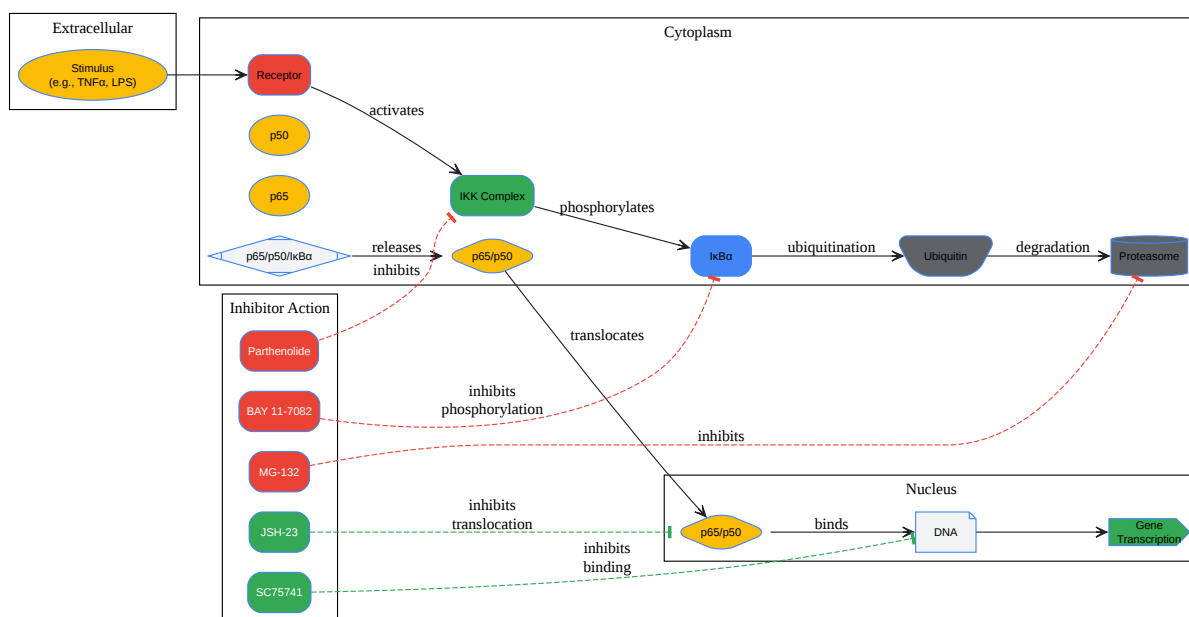 Extracellular
Cytoplasm
Stimulus
(e.g., TNFα, LPS)
Receptor
activates
p50
p65
IKK Complex
phosphorylates
p65/p50/IκBα
releases
inhibits
p65/p50
IκBα
ubiquitination
Ubiquitin
degradation
Proteasome
Inhibitor Action
translocates
Parthenolide
BAY 11-7082
inhibits
phosphorylation
MG-132
inhibits
Nucleus
JSH-23
inhibits
translocation
p65/p50
binds
DNA
Gene
Transcription
inhibits
binding
SC75741